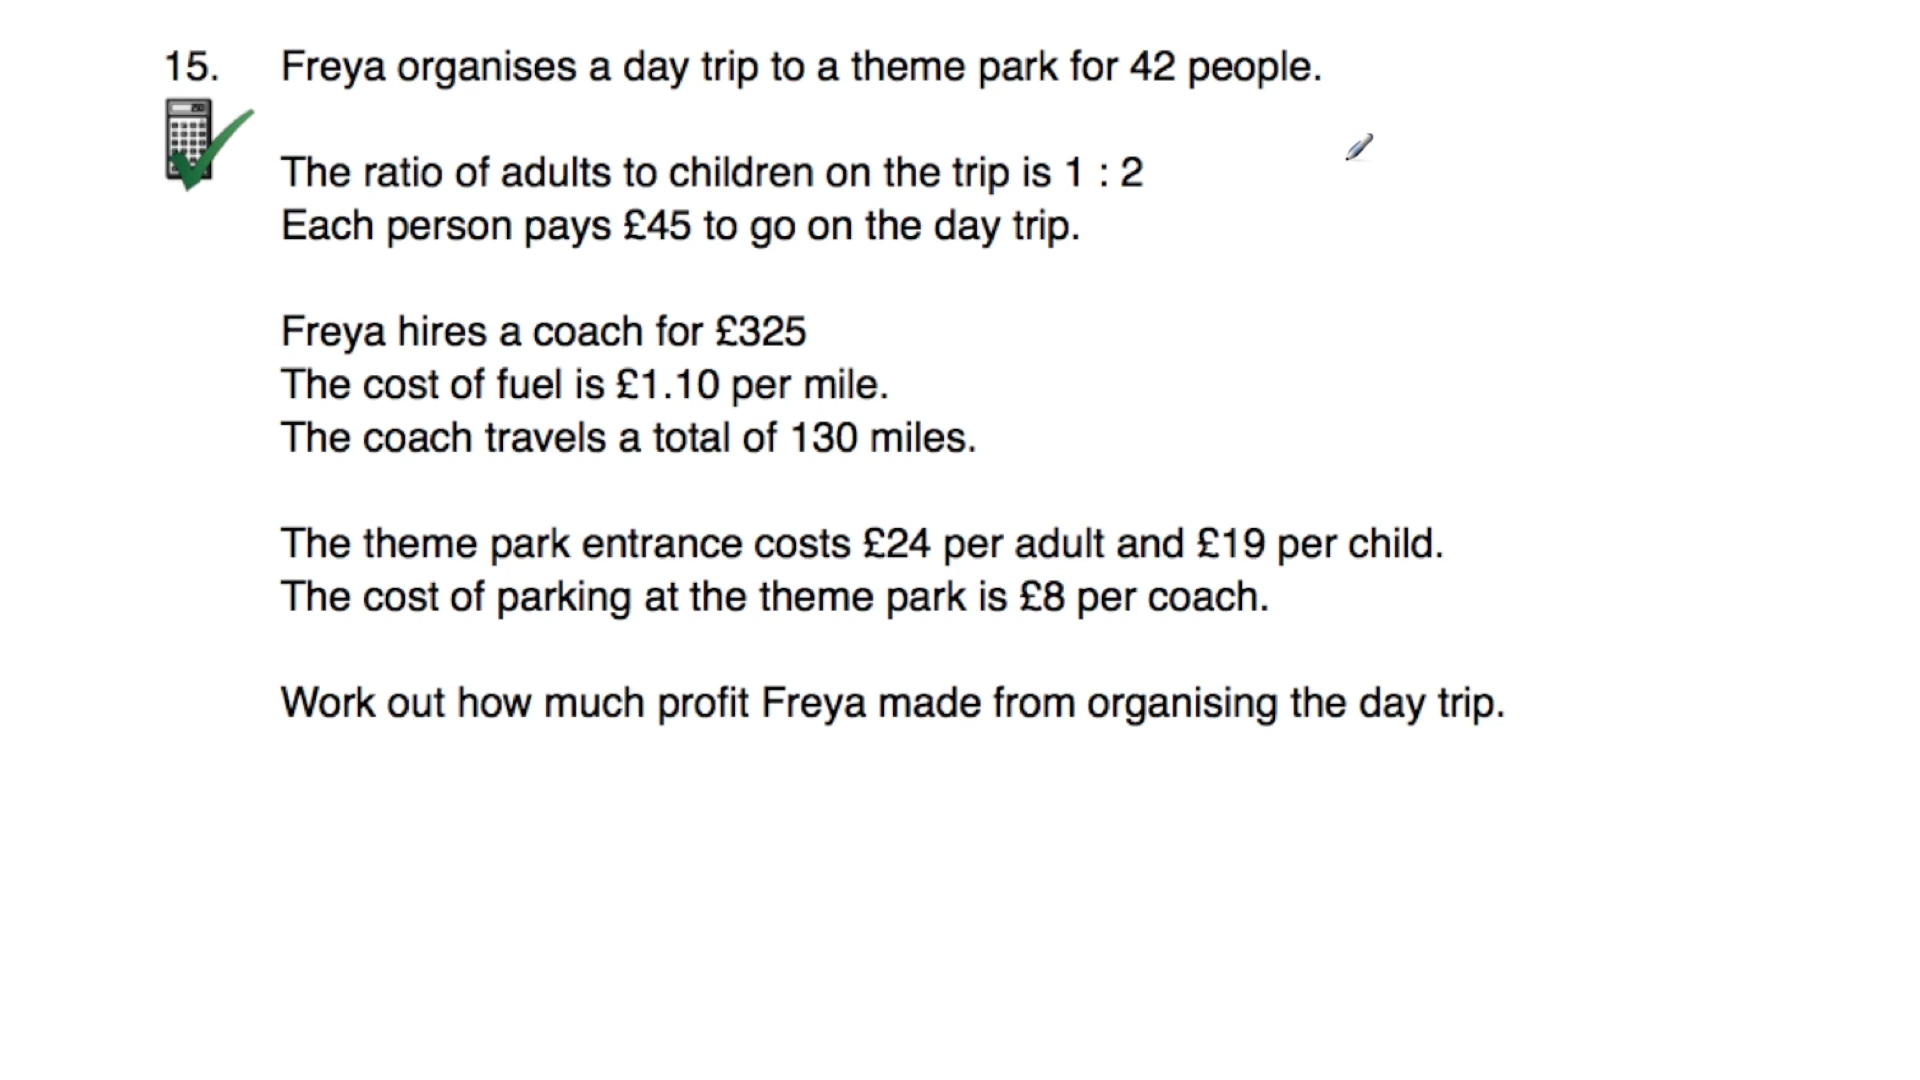 15. Freya organises a day trip to a theme park for 42 people.
The ratio of adults to children on the trip is 1 : 2
Each person pays £45 to go on the day trip.
Freya hires a coach for £325
The cost of fuel is £1.10 per mile.
The coach travels a total of 130 miles.
The theme park entrance costs £24 per adult and £19 per child.
The cost of parking at the theme park is £8 per coach.
Work out how much profit Freya made from organising the day trip.